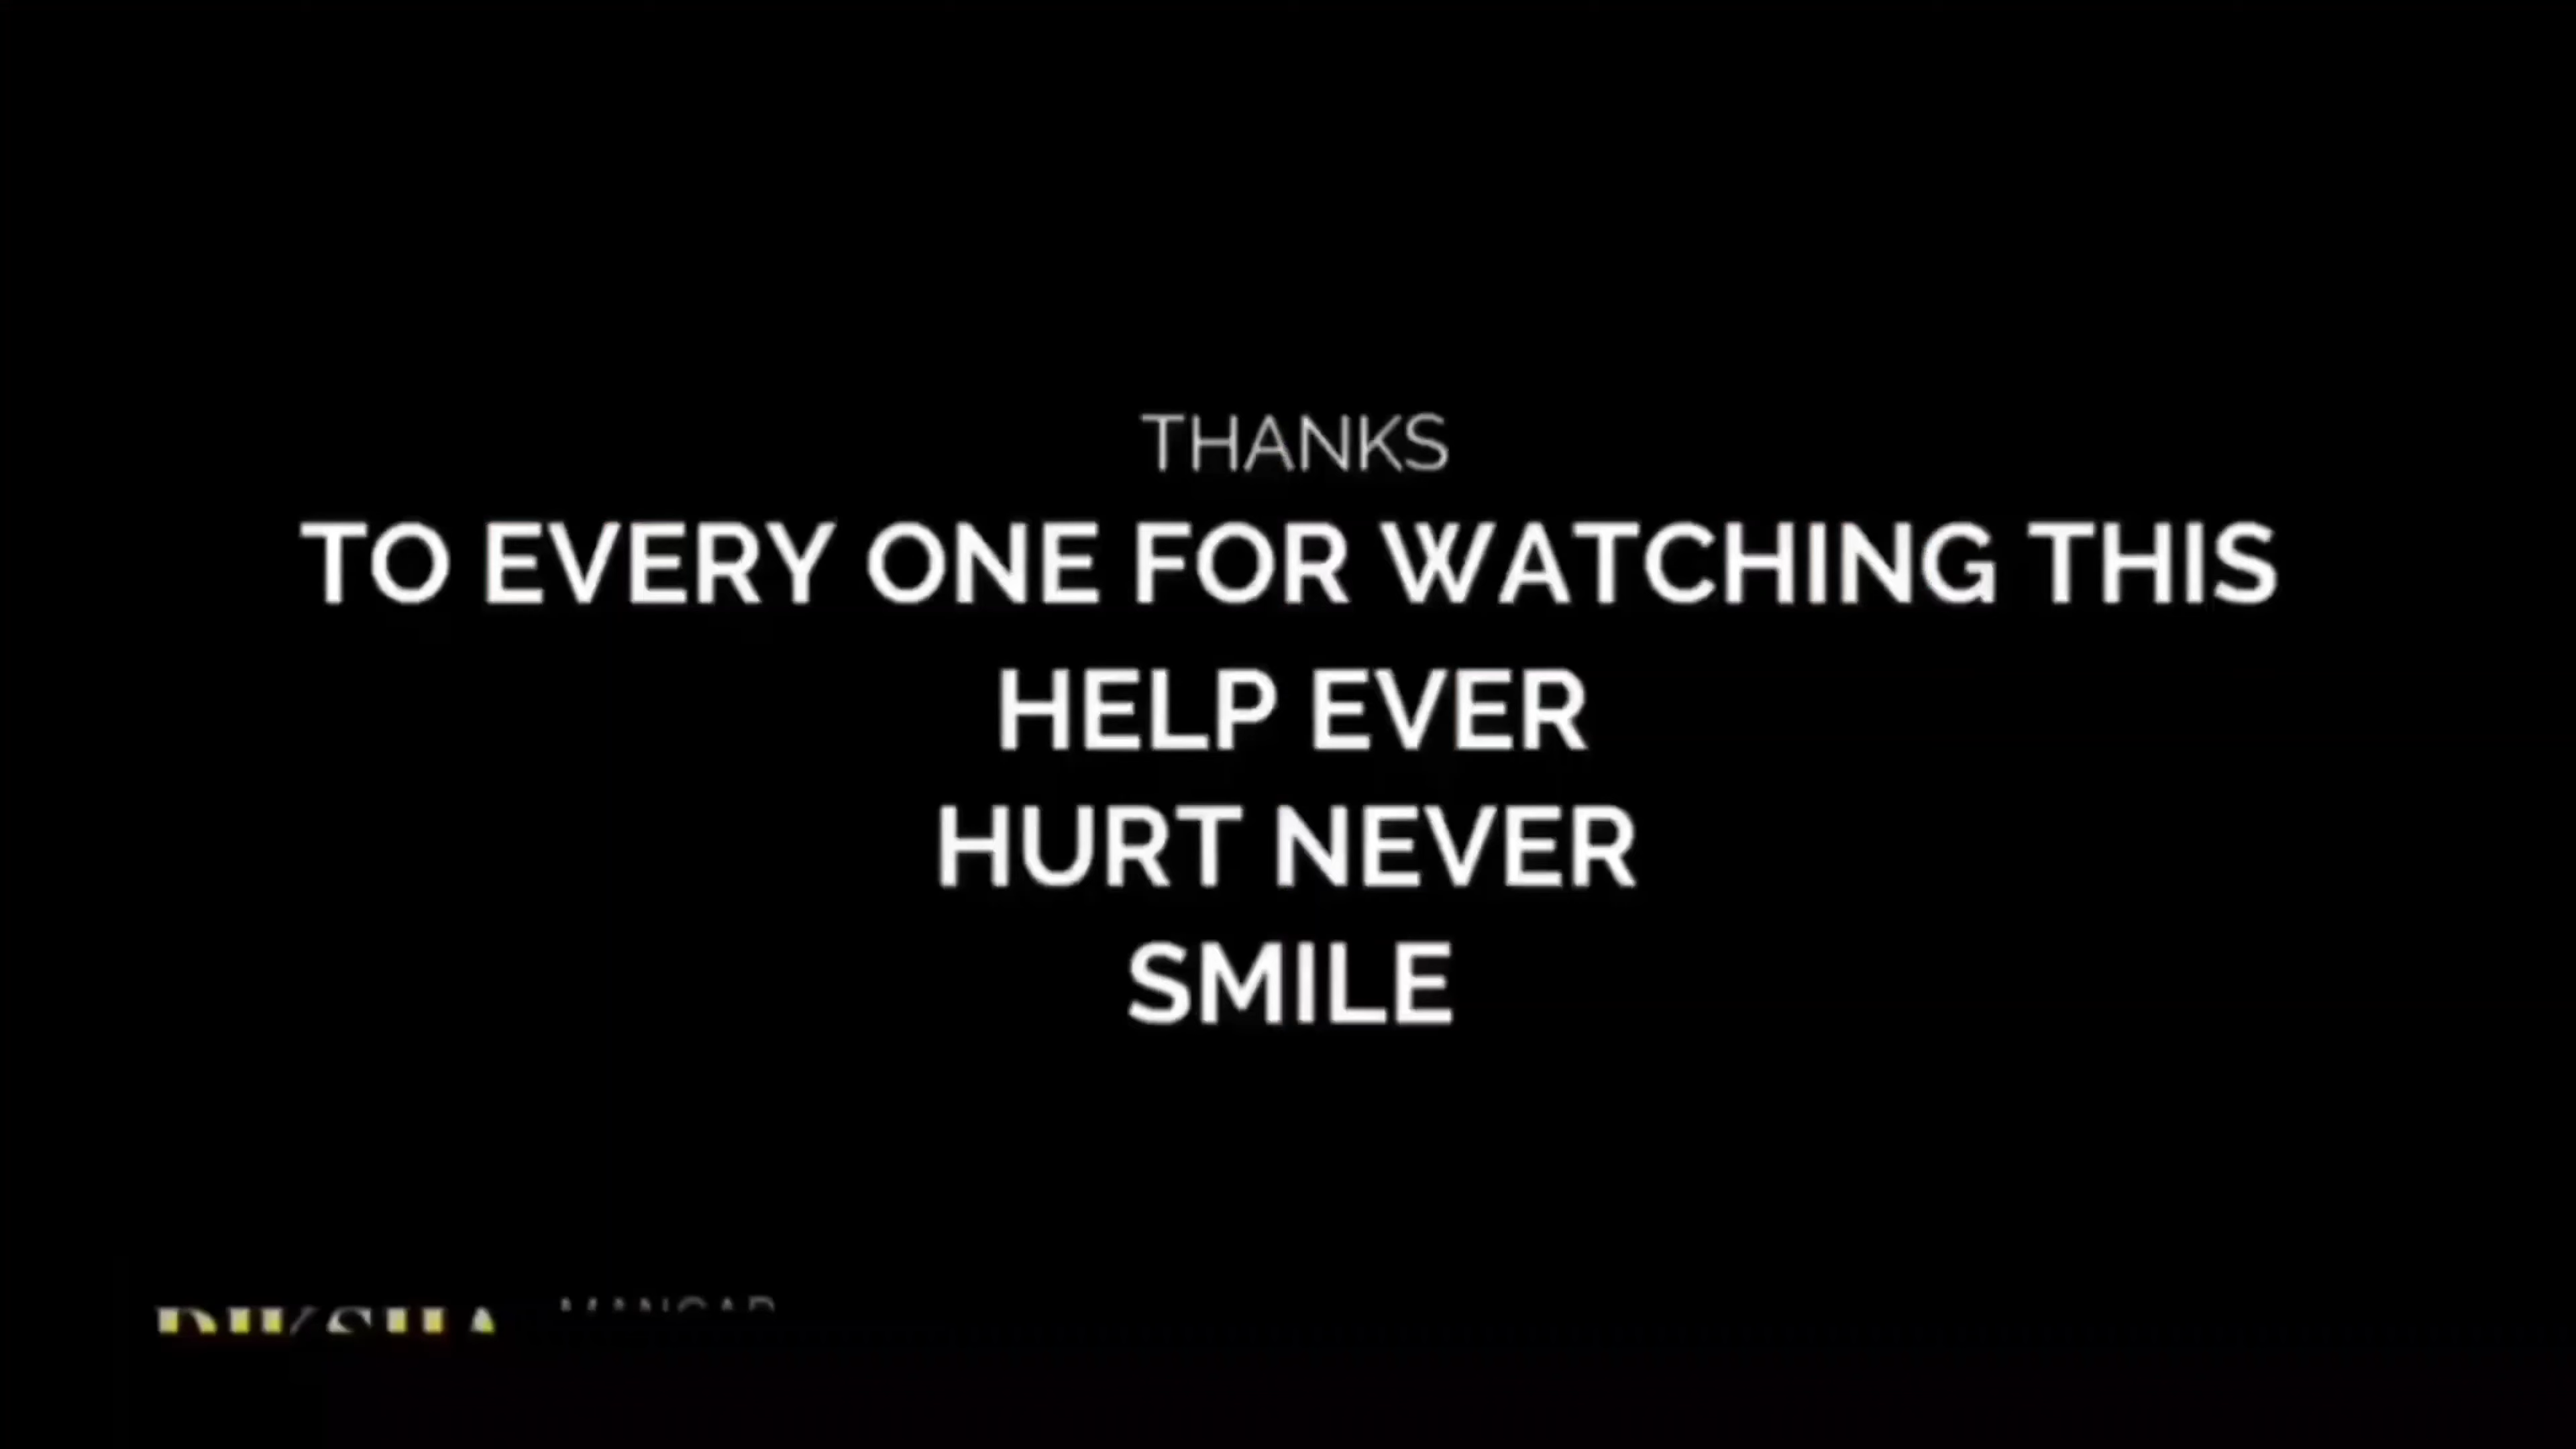 THANKS
TO EVERY ONE FOR WATCHING THIS
HELP EVER
HURT NEVER
SMILE